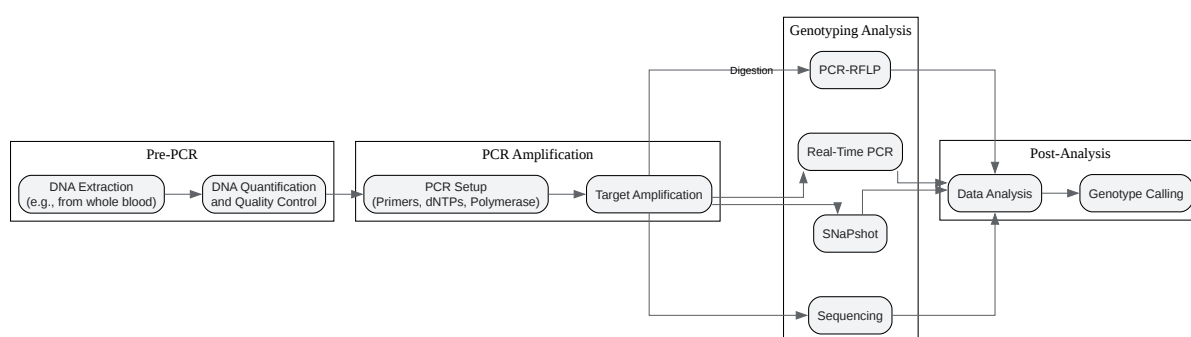 Pre-PCR
DNA Extraction
(e.g., from whole blood)
DNA Quantification
and Quality Control
PCR Amplification
PCR Setup
(Primers, dNTPs, Polymerase)
Target Amplification
Digestion
Genotyping Analysis
PCR-RFLP
Real-Time PCR
SNaPshot
Sequencing
Post-Analysis
Data Analysis
Genotype Calling